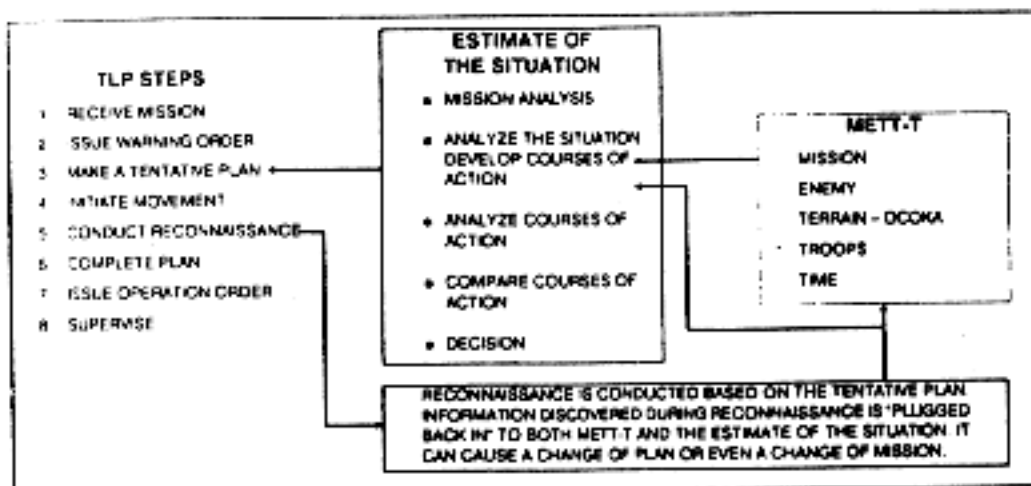 TLP STEPS
1 RECEIVE MISSION
2 ISSUE WARNING ORDER
3 MAKE A TENTATIVE PLAN
4 INITIATE MOVEMENT
5 CONDUCT RECONNAISSANCE
6 COMPLETE PLAN
7 ISSUE OPERATION ORDER
8 SUPERVISE
ESTIMATE OF
THE SITUATION
• MISSION ANALYSIS
• ANALYZE THE SITUATION
DEVELOP COURSES OF
ACTION
• ANALYZE COURSES OF
ACTION
• COMPARE COURSES OF
ACTION
• DECISION
METT-T
MISSION
ENEMY
TERRAIN – OCOKA
TROOPS
TIME
RECONNAISSANCE IS CONDUCTED BASED ON THE TENTATIVE PLAN.
INFORMATION DISCOVERED DURING RECONNAISSANCE IS "PLUGGED
BACK IN" TO BOTH METT-T AND THE ESTIMATE OF THE SITUATION. IT
CAN CAUSE A CHANGE OF PLAN OR EVEN A CHANGE OF MISSION.